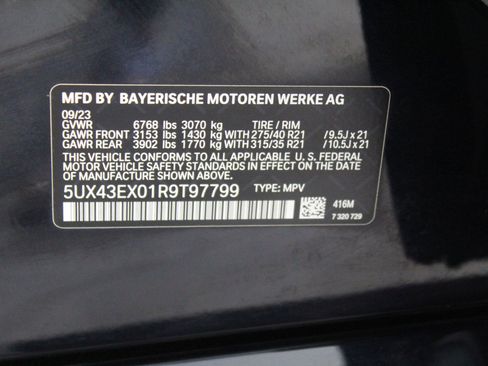 MFD BY BAYERISCHE MOTOREN WERKE AG
09/23
GVWR 6768 lbs 3070 kg TIRE / RIM
GAWR FRONT 3153 lbs 1430 kg WITH 275/40 R21 / 9.5J x 21
GAWR REAR 3902 lbs 1770 kg WITH 315/35 R21 / 10.5J x 21
THIS VEHICLE CONFORMS TO ALL APPLICABLE U.S. FEDERAL
MOTOR VEHICLE SAFETY STANDARDS IN EFFECT ON THE DATE
OF MANUFACTURE SHOWN ABOVE.
5UX43EX01R9T97799 TYPE: MPV
416M
7 320 729